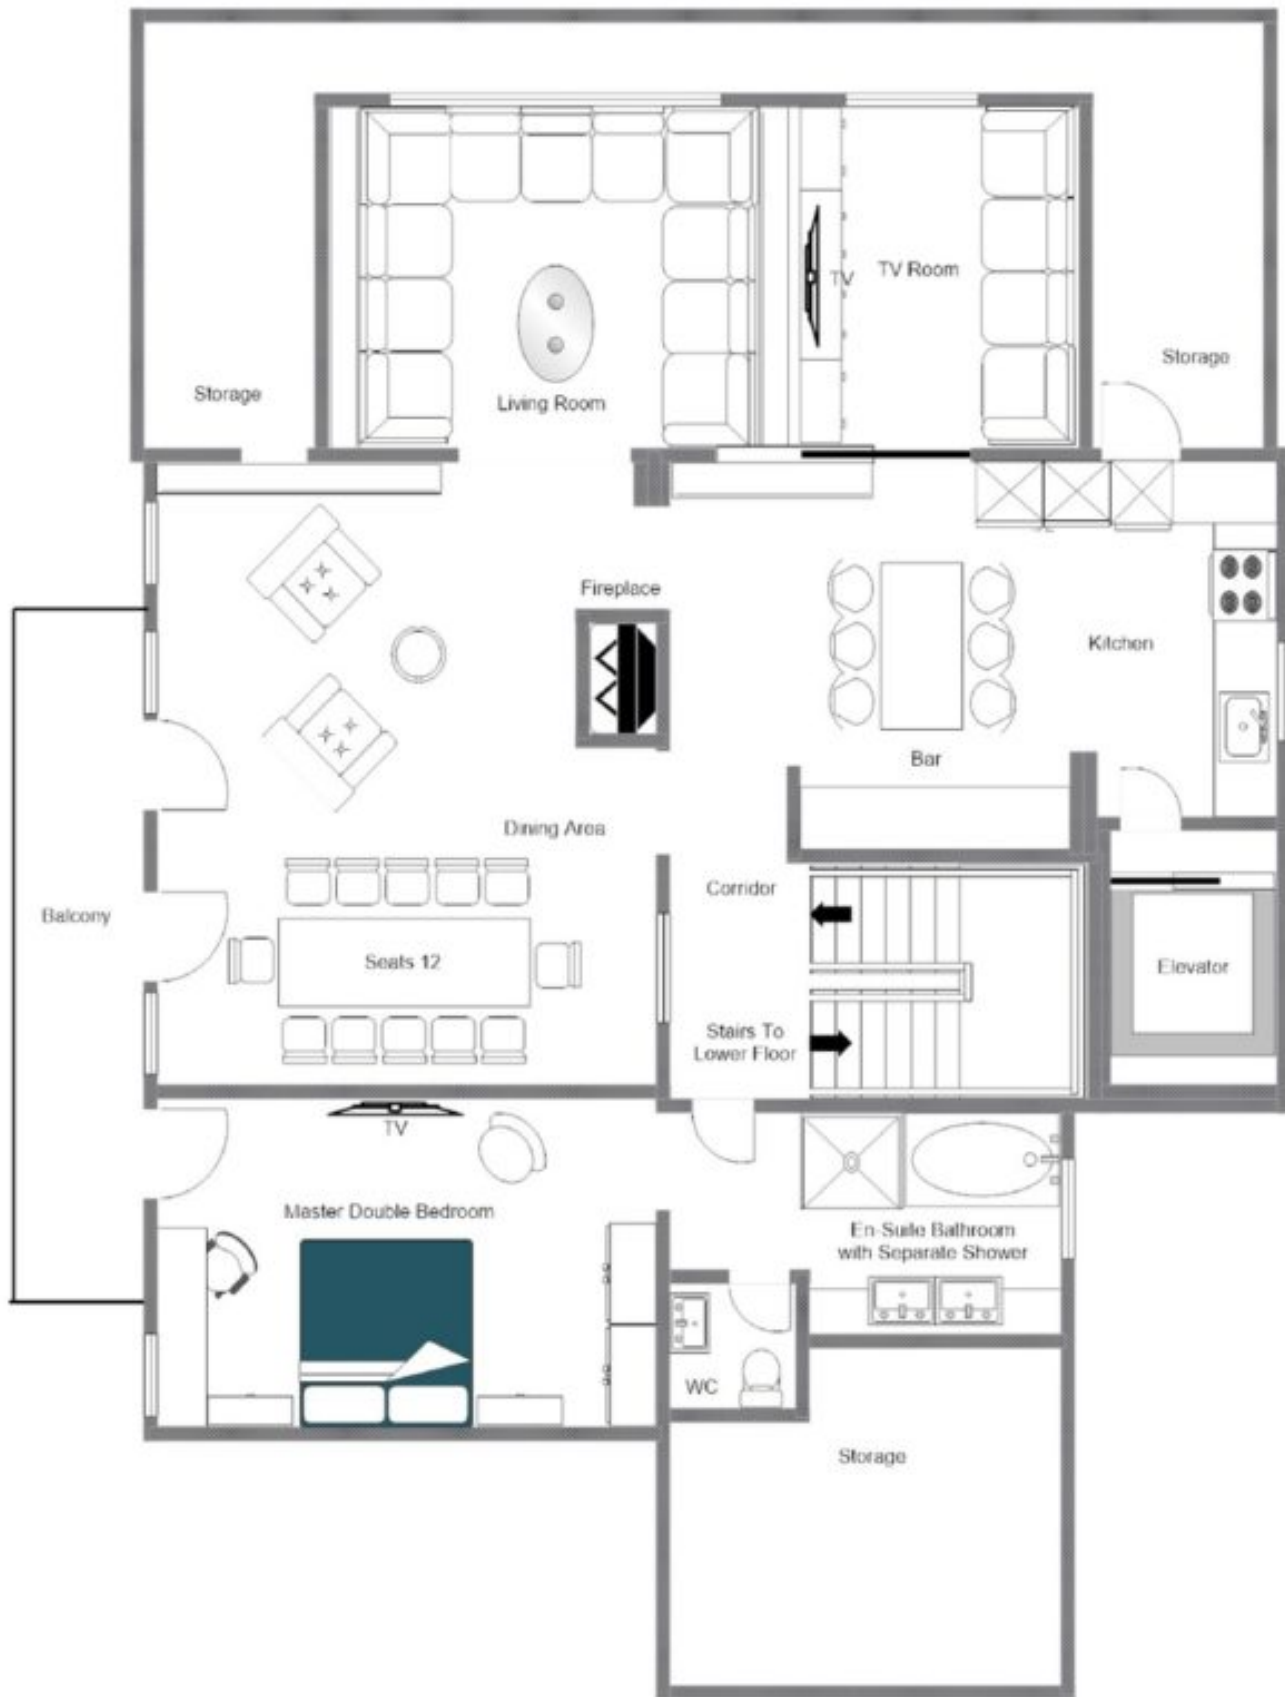 TV Room
TV
Storage
Storage
Living Room
Fireplace
Kitchen
Bar
Dining Area
Corridor
Balcony
Seats 12
Elevator
Stairs To
Lower Floor
TV
Master Double Bedroom
En-Suite Bathroom
with Separate Shower
WC
Storage